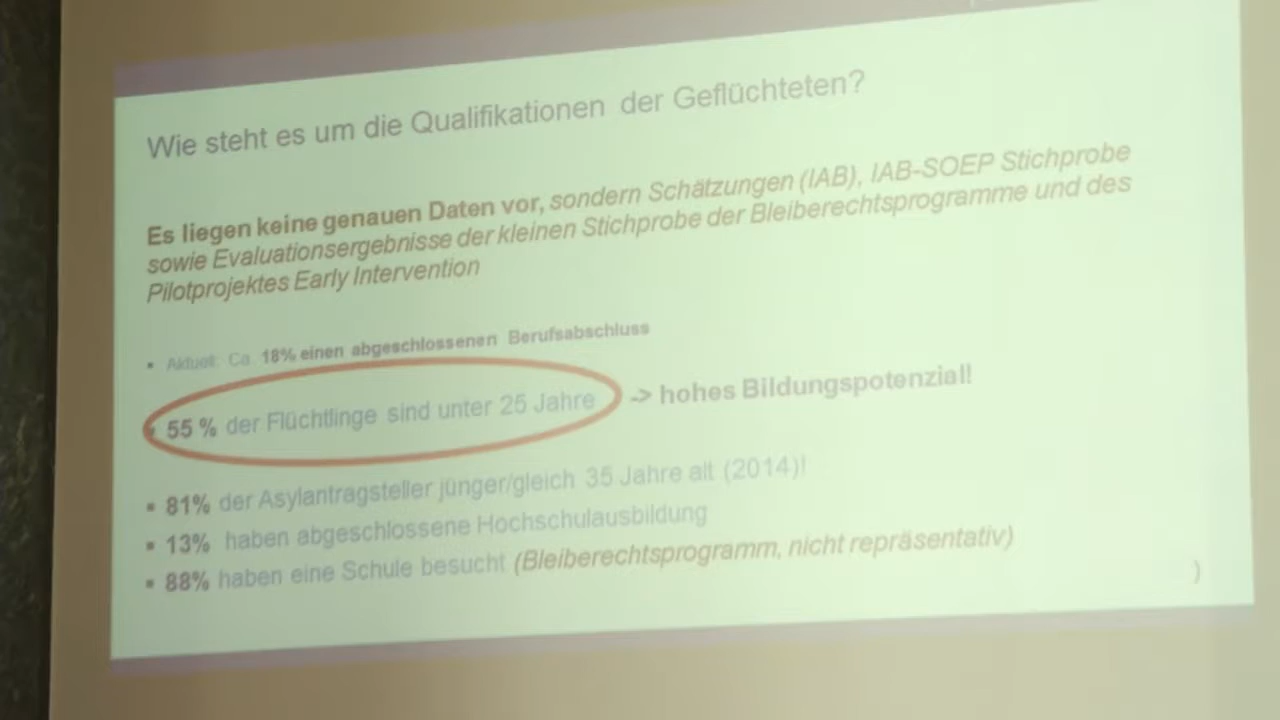 Wie steht es um die Qualifikationen der Geflüchteten?
Es liegen keine genauen Daten vor, sondern Schätzungen (IAB), IAB-SOEP Stichprobe
sowie Evaluationsergebnisse der kleinen Stichprobe der Bleiberechtsprogramme und des
Pilotprojektes Early Intervention
▪ Aktuell: Ca. 18% einen abgeschlossenen Berufsabschluss
▪ 55 % der Flüchtlinge sind unter 25 Jahre -> hohes Bildungspotenzial!
▪ 81% der Asylantragsteller jünger/gleich 35 Jahre alt (2014)!
▪ 13% haben abgeschlossene Hochschulausbildung
▪ 88% haben eine Schule besucht (Bleiberechtsprogramm, nicht repräsentativ)
)